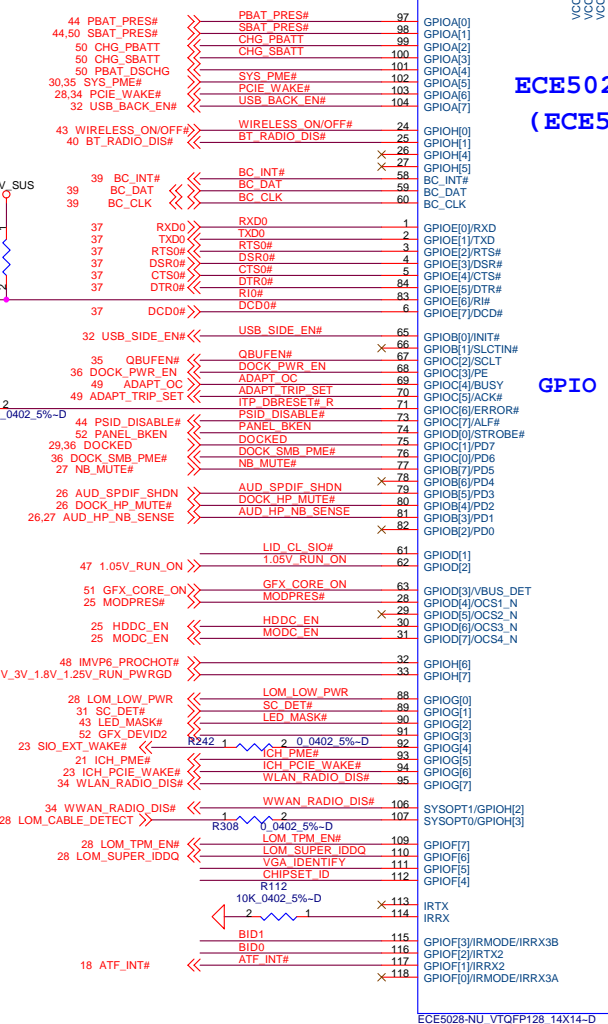 VCC
VCC
VCC
44 PBAT_PRES# PBAT_PRES# 97 GPIOA[0]
44,50 SBAT_PRES# SBAT_PRES# 98 GPIOA[1]
50 CHG_PBATT CHG_PBATT 99 GPIOA[2]
50 CHG_SBATT CHG_SBATT 100 GPIOA[3]
50 PBAT_DSCHG 101 GPIOA[4]
30,35 SYS_PME# SYS_PME# 102 GPIOA[5]
28,34 PCIE_WAKE# PCIE_WAKE# 103 GPIOA[6]
32 USB_BACK_EN# USB_BACK_EN# 104 GPIOA[7]
ECE502
(ECE5
43 WIRELESS_ON/OFF# WIRELESS_ON/OFF# 24 GPIOH[0]
40 BT_RADIO_DIS# BT_RADIO_DIS# 25 GPIOH[1]
26 GPIOH[4]
27 GPIOH[5]
39 BC_INT# BC_INT# 58 BC_INT#
V_SUS
39 BC_DAT BC_DAT 59 BC_DAT
39 BC_CLK BC_CLK 60 BC_CLK
1
37 RXD0 RXD0 1 GPIOE[0]/RXD
37 TXD0 TXD0 2 GPIOE[1]/TXD
37 RTS0# RTS0# 3 GPIOE[2]/RTS#
37 DSR0# DSR0# 4 GPIOE[3]/DSR#
37 CTS0# CTS0# 5 GPIOE[4]/CTS#
37 DTR0# DTR0# 84 GPIOE[5]/DTR#
2
RI0# 83 GPIOE[6]/RI#
37 DCD0# DCD0# 6 GPIOE[7]/DCD#
32 USB_SIDE_EN# USB_SIDE_EN# 65 GPIOB[0]/INIT#
66 GPIOB[1]/SLCTIN#
35 QBUFEN# QBUFEN# 67 GPIOC[2]/SCLT
36 DOCK_PWR_EN DOCK_PWR_EN 68 GPIOC[3]/PE
49 ADAPT_OC ADAPT_OC 69 GPIOC[4]/BUSY
49 ADAPT_TRIP_SET ADAPT_TRIP_SET 70 GPIOC[5]/ACK#
GPIO
2 ITP_DBRESET#_R 71 GPIOC[6]/ERROR#
_0402_5%~D
44 PSID_DISABLE# PSID_DISABLE# 73 GPIOC[7]/ALF#
52 PANEL_BKEN PANEL_BKEN 74 GPIOD[0]/STROBE#
29,36 DOCKED DOCKED 75 GPIOC[1]/PD7
36 DOCK_SMB_PME# DOCK_SMB_PME# 76 GPIOC[0]/PD6
27 NB_MUTE# NB_MUTE# 77 GPIOB[7]/PD5
78 GPIOB[6]/PD4
26 AUD_SPDIF_SHDN AUD_SPDIF_SHDN 79 GPIOB[5]/PD3
26 DOCK_HP_MUTE# DOCK_HP_MUTE# 80 GPIOB[4]/PD2
26,27 AUD_HP_NB_SENSE AUD_HP_NB_SENSE 81 GPIOB[3]/PD1
82 GPIOB[2]/PD0
LID_CL_SIO# 61 GPIOD[1]
47 1.05V_RUN_ON 1.05V_RUN_ON 62 GPIOD[2]
51 GFX_CORE_ON GFX_CORE_ON 63 GPIOD[3]/VBUS_DET
25 MODPRES# MODPRES# 28 GPIOD[4]/OCS1_N
29 GPIOD[5]/OCS2_N
25 HDDC_EN HDDC_EN 30 GPIOD[6]/OCS3_N
25 MODC_EN MODC_EN 31 GPIOD[7]/OCS4_N
48 IMVP6_PROCHOT# 32 GPIOH[6]
V_3V_1.8V_1.25V_RUN_PWRGD 33 GPIOH[7]
28 LOM_LOW_PWR LOM_LOW_PWR 88 GPIOG[0]
31 SC_DET# SC_DET# 89 GPIOG[1]
43 LED_MASK# LED_MASK# 90 GPIOG[2]
52 GFX_DEVID2 91 GPIOG[3]
23 SIO_EXT_WAKE# R242 1 2 0_0402_5%~D 92 GPIOG[4]
21 ICH_PME# ICH_PME# 93 GPIOG[5]
23 ICH_PCIE_WAKE# ICH_PCIE_WAKE# 94 GPIOG[6]
34 WLAN_RADIO_DIS# WLAN_RADIO_DIS# 95 GPIOG[7]
34 WWAN_RADIO_DIS# WWAN_RADIO_DIS# 106 SYSOPT1/GPIOH[2]
28 LOM_CABLE_DETECT 1 2 107 SYSOPT0/GPIOH[3]
R308 0_0402_5%~D
28 LOM_TPM_EN# LOM_TPM_EN# 109 GPIOF[7]
28 LOM_SUPER_IDDQ LOM_SUPER_IDDQ 110 GPIOF[6]
VGA_IDENTIFY 111 GPIOF[5]
CHIPSET_ID 112 GPIOF[4]
R112
10K_0402_5%~D 113 IRTX
2 1 114 IRRX
BID1 115 GPIOF[3]/IRMODE/IRRX3B
BID0 116 GPIOF[2]/IRTX2
18 ATF_INT# ATF_INT# 117 GPIOF[1]/IRRX2
118 GPIOF[0]/IRMODE/IRRX3A
ECE5028-NU_VTQFP128_14X14~D